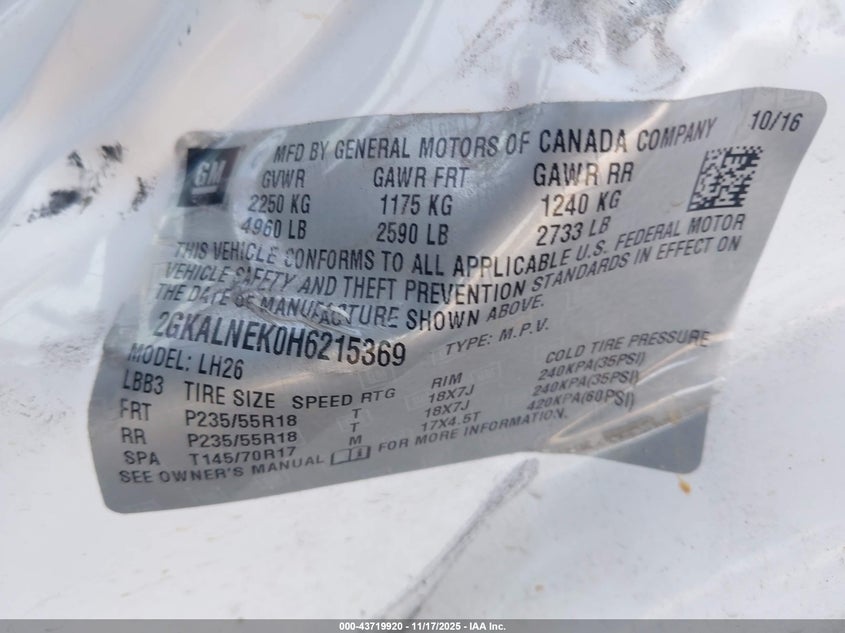 GM
MFD BY GENERAL MOTORS OF CANADA COMPANY 10/16
GVWR GAWR FRT GAWR RR
2250 KG 1175 KG 1240 KG
4960 LB 2590 LB 2733 LB
THIS VEHICLE CONFORMS TO ALL APPLICABLE U.S. FEDERAL MOTOR
VEHICLE SAFETY AND THEFT PREVENTION STANDARDS IN EFFECT ON
THE DATE OF MANUFACTURE SHOWN ABOVE.
2GKALNEK0H6215369 TYPE: M.P.V.
MODEL: LH26
LBB3 TIRE SIZE SPEED RTG RIM COLD TIRE PRESSURE
FRT P235/55R18 T 18X7J 240KPA(35PSI)
RR P235/55R18 T 18X7J 240KPA(35PSI)
SPA T145/70R17 M 17X4.5T 420KPA(60PSI)
SEE OWNER'S MANUAL FOR MORE INFORMATION.
000-43719920 - 11/17/2025 - IAA Inc.